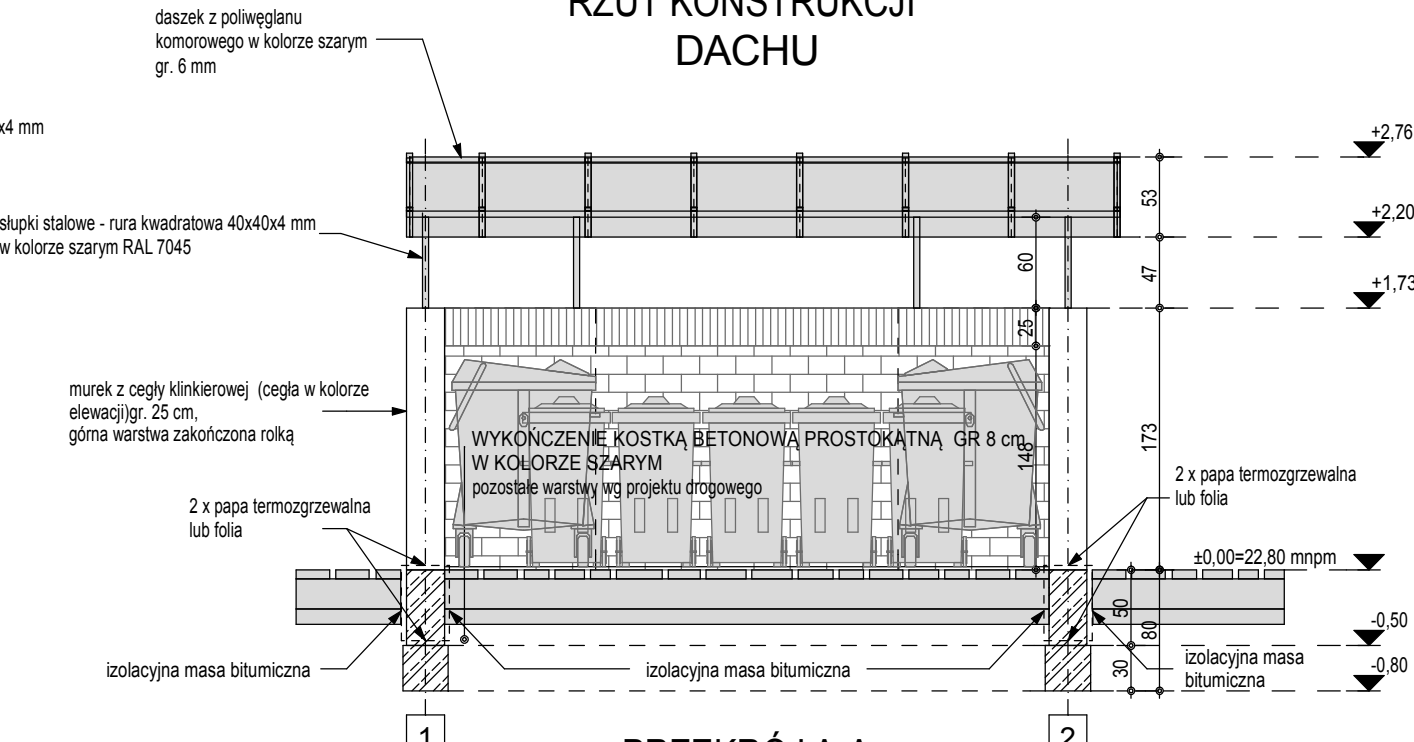 RZUT KONSTRUKCJI
DACHU
daszek z poliwęglanu
komorowego w kolorze szarym
gr. 6 mm
x4 mm
słupki stalowe - rura kwadratowa 40x40x4 mm
w kolorze szarym RAL 7045
+2,76
53
+2,20
60
47
+1,73
25
murek z cegły klinkierowej  (cegła w kolorze
elewacji)gr. 25 cm,
górna warstwa zakończona rolką
WYKOŃCZENIE KOSTKĄ BETONOWĄ PROSTOKĄTNĄ  GR 8 cm
W KOLORZE SZARYM
pozostałe warstwy wg projektu drogowego
148
173
2 x papa termozgrzewalna
lub folia
2 x papa termozgrzewalna
lub folia
±0,00=22,80 mnpm
50
80
-0,50
30
-0,80
izolacyjna masa bitumiczna
izolacyjna masa bitumiczna
izolacyjna masa
bitumiczna
1
2